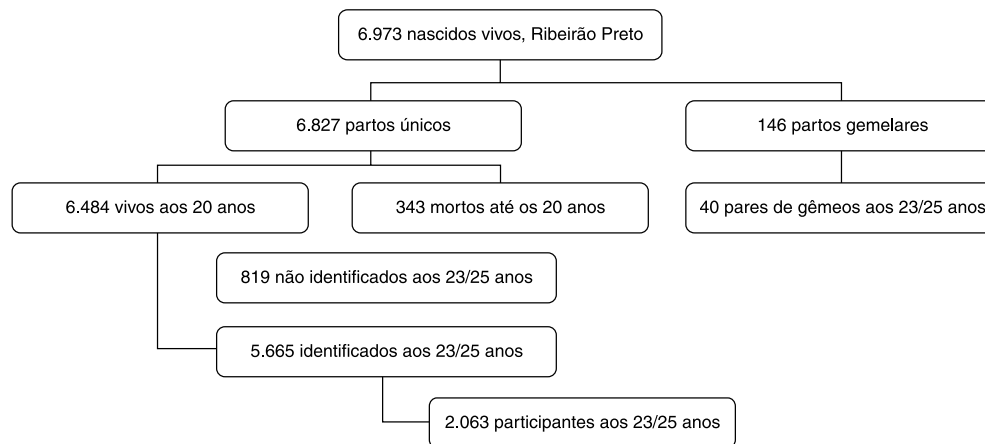 6.973 nascidos vivos, Ribeirão Preto
6.827 partos únicos
146 partos gemelares
6.484 vivos aos 20 anos
343 mortos até os 20 anos
40 pares de gêmeos aos 23/25 anos
819 não identificados aos 23/25 anos
5.665 identificados aos 23/25 anos
2.063 participantes aos 23/25 anos